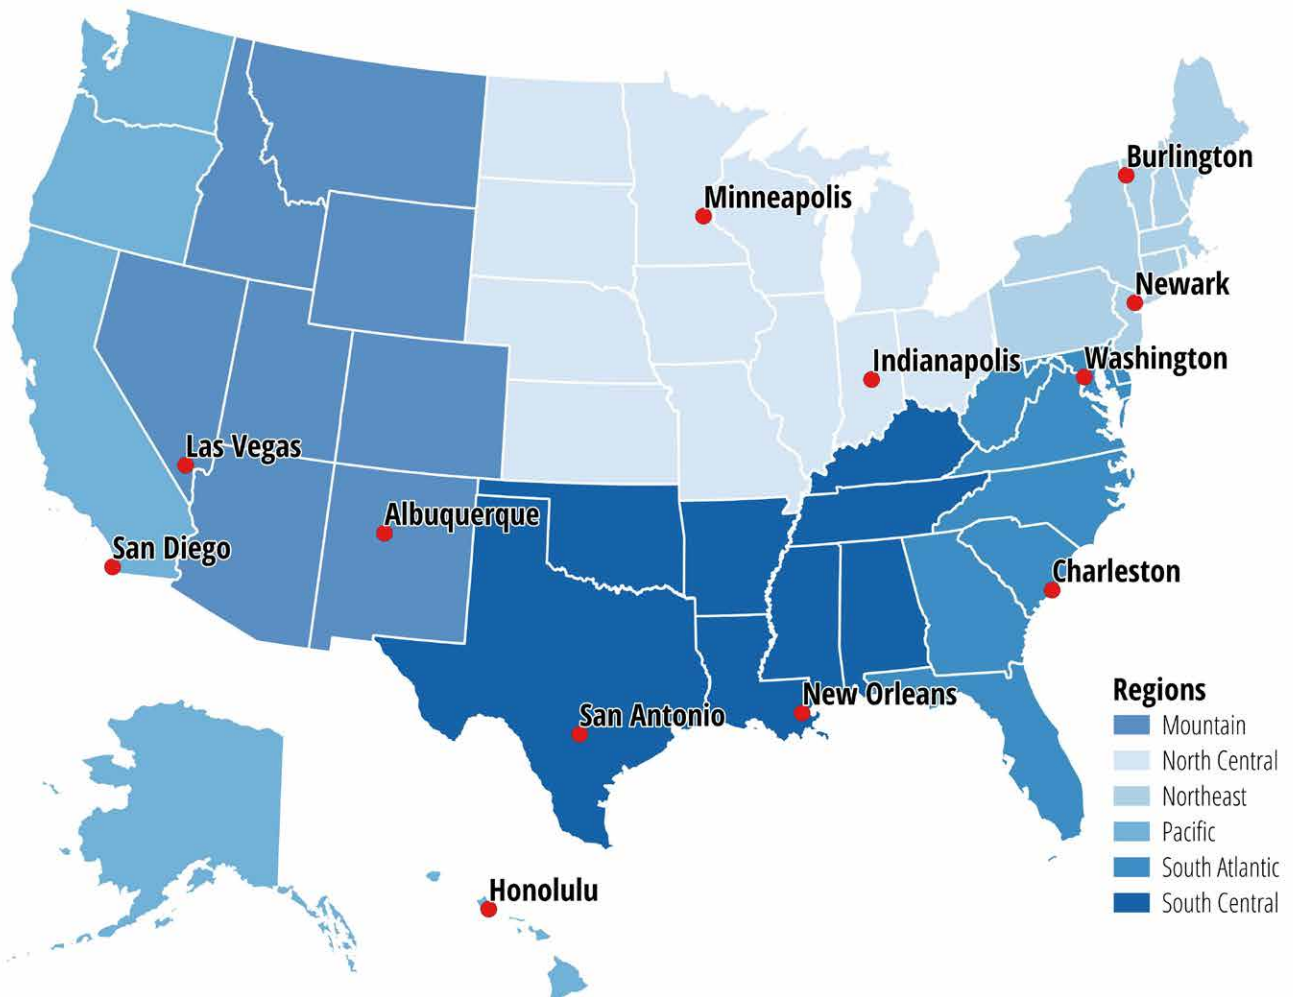 Burlington
Minneapolis
Newark
Indianapolis
Washington
Las Vegas
Albuquerque
San Diego
Charleston
New Orleans
San Antonio
Honolulu
Regions
Mountain
North Central
Northeast
Pacific
South Atlantic
South Central